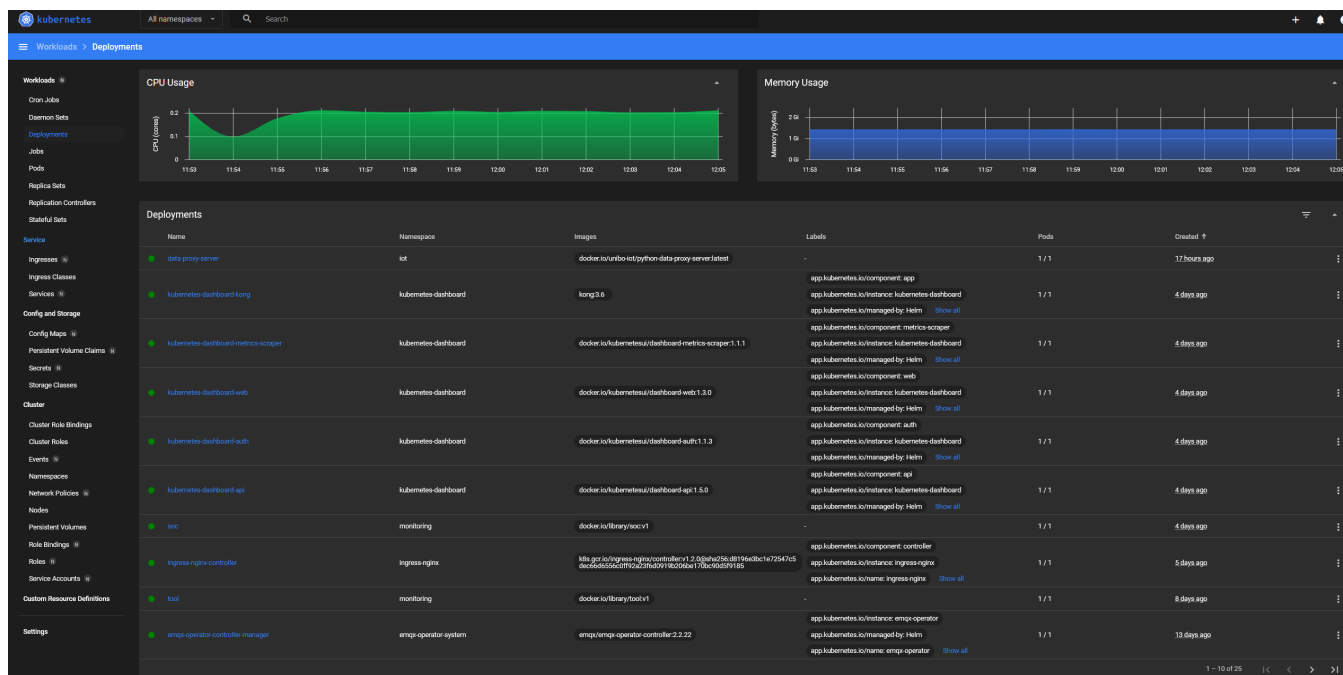 kubernetes
All namespaces
Search
Workloads > Deployments
Workloads N
Cron Jobs
Daemon Sets
Deployments
Jobs
Pods
Replica Sets
Replication Controllers
Stateful Sets
Service
Ingresses N
Ingress Classes
Services N
Config and Storage
Config Maps N
Persistent Volume Claims N
Secrets N
Storage Classes
Cluster
Cluster Role Bindings
Cluster Roles
Events N
Namespaces
Network Policies N
Nodes
Persistent Volumes
Role Bindings N
Roles N
Service Accounts N
Custom Resource Definitions
Settings
CPU Usage
CPU (cores)
0.2
0.1
0
11:53 11:54 11:55 11:56 11:57 11:58 11:59 12:00 12:01 12:02 12:03 12:04 12:05
Memory Usage
Memory (bytes)
2 Gi
1 Gi
0 Gi
11:53 11:54 11:55 11:56 11:57 11:58 11:59 12:00 12:01 12:02 12:03 12:04 12:05
Deployments
Name Namespace Images Labels Pods Created ↑
data-proxy-server iot docker.io/unibo-iot/python-data-proxy-server:latest - 1 / 1 17 hours ago
app.kubernetes.io/component: app
kubernetes-dashboard-kong kubernetes-dashboard kong:3.6 app.kubernetes.io/instance: kubernetes-dashboard 1 / 1 4 days ago
app.kubernetes.io/managed-by: Helm Show all
app.kubernetes.io/component: metrics-scraper
kubernetes-dashboard-metrics-scraper kubernetes-dashboard docker.io/kubernetesui/dashboard-metrics-scraper:1.1.1 app.kubernetes.io/instance: kubernetes-dashboard 1 / 1 4 days ago
app.kubernetes.io/managed-by: Helm Show all
app.kubernetes.io/component: web
kubernetes-dashboard-web kubernetes-dashboard docker.io/kubernetesui/dashboard-web:1.3.0 app.kubernetes.io/instance: kubernetes-dashboard 1 / 1 4 days ago
app.kubernetes.io/managed-by: Helm Show all
app.kubernetes.io/component: auth
kubernetes-dashboard-auth kubernetes-dashboard docker.io/kubernetesui/dashboard-auth:1.1.3 app.kubernetes.io/instance: kubernetes-dashboard 1 / 1 4 days ago
app.kubernetes.io/managed-by: Helm Show all
app.kubernetes.io/component: api
kubernetes-dashboard-api kubernetes-dashboard docker.io/kubernetesui/dashboard-api:1.5.0 app.kubernetes.io/instance: kubernetes-dashboard 1 / 1 4 days ago
app.kubernetes.io/managed-by: Helm Show all
soc monitoring docker.io/library/soc:v1 - 1 / 1 4 days ago
app.kubernetes.io/component: controller
ingress-nginx-controller ingress-nginx k8s.gcr.io/ingress-nginx/controller:v1.2.0@sha256:d8196e3bc1e72547c5 app.kubernetes.io/instance: ingress-nginx 1 / 1 5 days ago
dec66d6556c0ff92a23f6d0919b206be170bc90d5f9185
app.kubernetes.io/name: ingress-nginx Show all
tool monitoring docker.io/library/tool:v1 - 1 / 1 8 days ago
app.kubernetes.io/instance: emqx-operator
emqx-operator-controller-manager emqx-operator-system emqx/emqx-operator-controller:2.2.22 app.kubernetes.io/managed-by: Helm 1 / 1 13 days ago
app.kubernetes.io/name: emqx-operator Show all
1 – 10 of 25